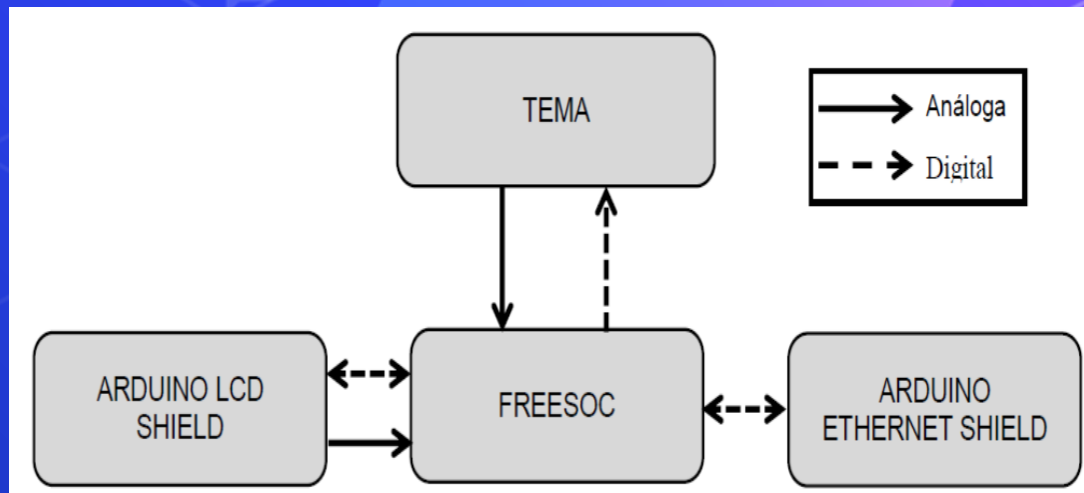 TEMA
Análoga
Digital
ARDUINO LCD
SHIELD
FREESOC
ARDUINO
ETHERNET SHIELD